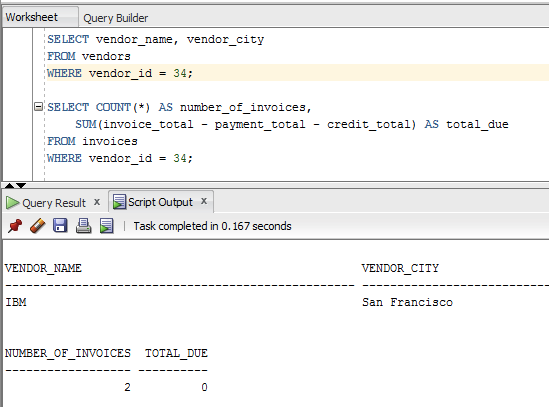 Worksheet Query Builder
SELECT vendor_name, vendor_city
FROM vendors
WHERE vendor_id = 34;
SELECT COUNT(*) AS number_of_invoices,
SUM(invoice_total - payment_total - credit_total) AS total_due
FROM invoices
WHERE vendor_id = 34;
Query Result x Script Output x
Task completed in 0.167 seconds
VENDOR_NAME VENDOR_CITY
IBM San Francisco
NUMBER_OF_INVOICES TOTAL_DUE
------------------ ----------
2 0